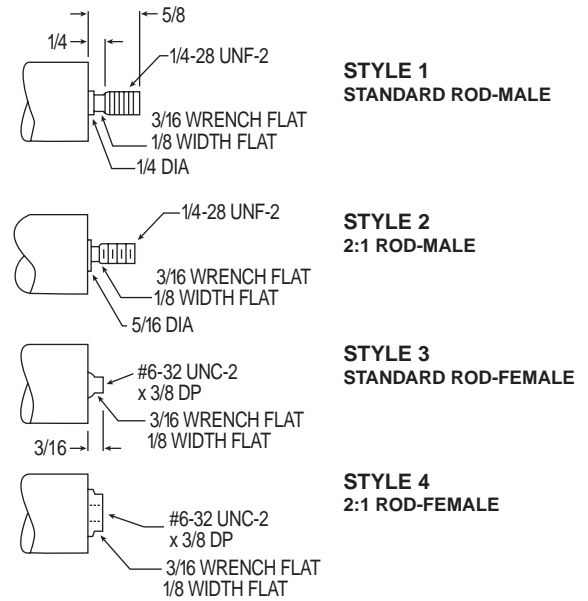 5/8
1/4
1/4-28 UNF-2
3/16 WRENCH FLAT
1/8 WIDTH FLAT
1/4 DIA
STYLE 1
STANDARD ROD-MALE
1/4-28 UNF-2
3/16 WRENCH FLAT
1/8 WIDTH FLAT
5/16 DIA
STYLE 2
2:1 ROD-MALE
#6-32 UNC-2
x 3/8 DP
3/16 WRENCH FLAT
1/8 WIDTH FLAT
3/16
STYLE 3
STANDARD ROD-FEMALE
#6-32 UNC-2
x 3/8 DP
3/16 WRENCH FLAT
1/8 WIDTH FLAT
STYLE 4
2:1 ROD-FEMALE